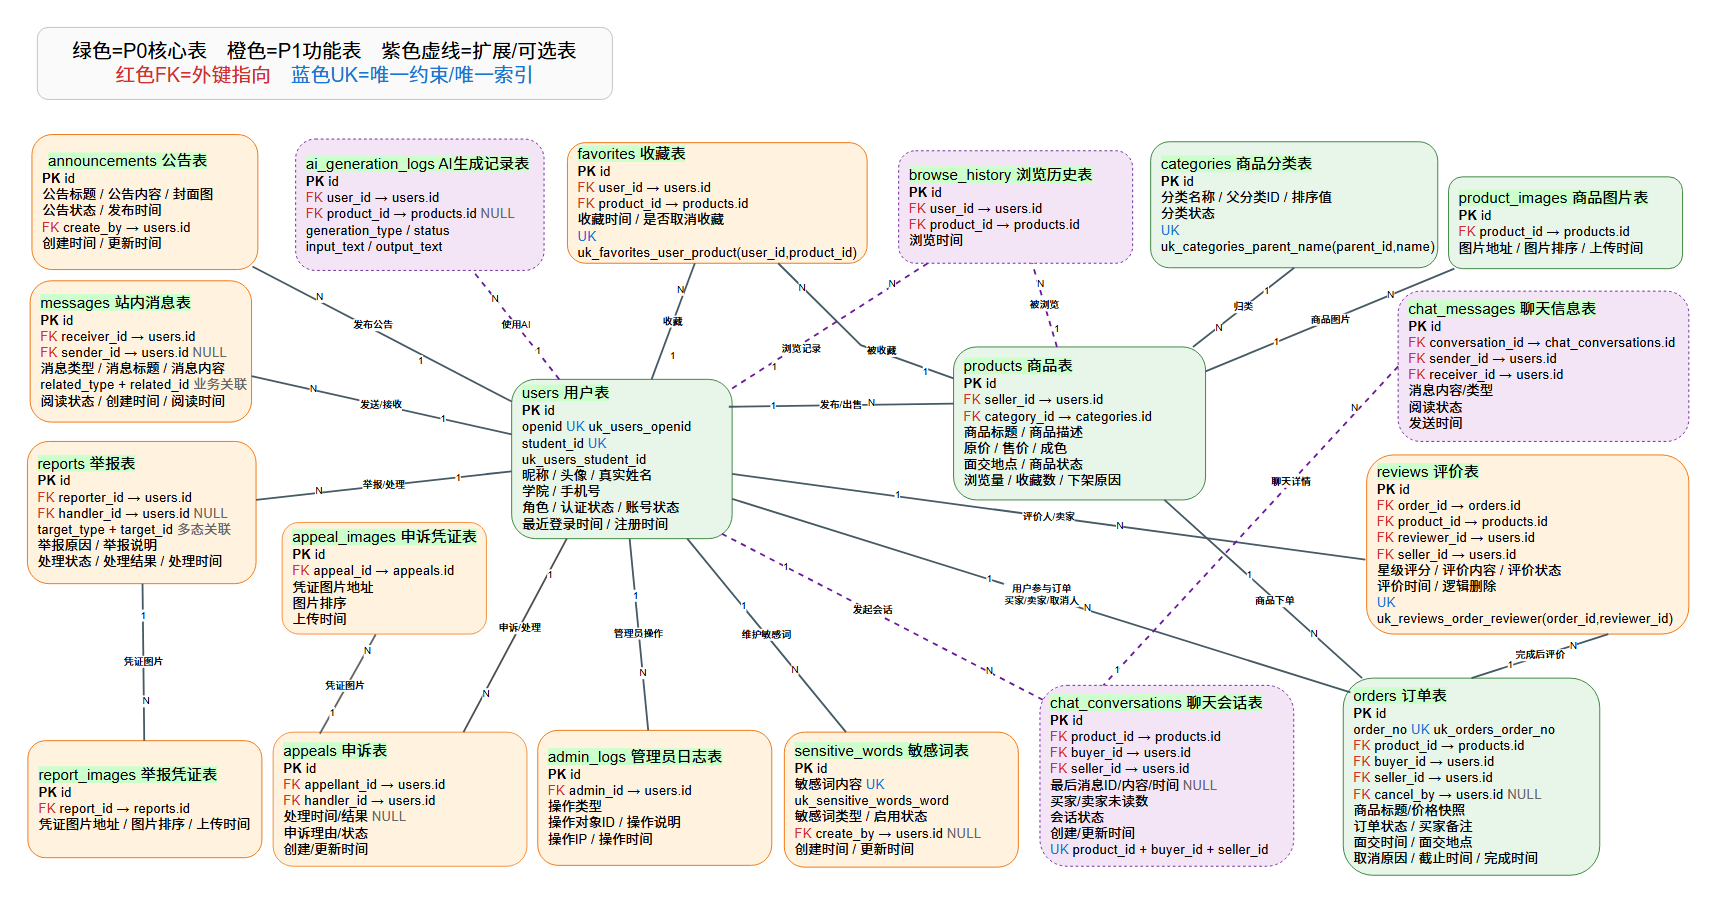 绿色=P0核心表 橙色=P1功能表 紫色虚线=扩展/可选表
红色FK=外键指向 蓝色UK=唯一约束/唯一索引
announcements 公告表
PK id
公告标题 / 公告内容 / 封面图
公告状态 / 发布时间
FK create_by → users.id
创建时间 / 更新时间
ai_generation_logs AI生成记录表
PK id
FK user_id → users.id
FK product_id → products.id NULL
generation_type / status
input_text / output_text
favorites 收藏表
PK id
FK user_id → users.id
FK product_id → products.id
收藏时间 / 是否取消收藏
UK
uk_favorites_user_product(user_id,product_id)
browse_history 浏览历史表
PK id
FK user_id → users.id
FK product_id → products.id
浏览时间
categories 商品分类表
PK id
分类名称 / 父分类ID / 排序值
分类状态
UK
uk_categories_parent_name(parent_id,name)
product_images 商品图片表
PK id
FK product_id → products.id
图片地址 / 图片排序 / 上传时间
messages 站内消息表
PK id
FK receiver_id → users.id
FK sender_id → users.id NULL
消息类型 / 消息标题 / 消息内容
related_type + related_id 业务关联
阅读状态 / 创建时间 / 阅读时间
N
发布公告
1
N
使用AI
1
N
收藏
1
N
被收藏
1
N
浏览记录
1
N
被浏览
1
1
归类
N
N
商品图片
1
chat_messages 聊天信息表
PK id
FK conversation_id → chat_conversations.id
FK sender_id → users.id
FK receiver_id → users.id
消息内容/类型
阅读状态
发送时间
users 用户表
PK id
openid UK uk_users_openid
student_id UK
uk_users_student_id
昵称 / 头像 / 真实姓名
学院 / 手机号
角色 / 认证状态 / 账号状态
最近登录时间 / 注册时间
products 商品表
PK id
FK seller_id → users.id
FK category_id → categories.id
商品标题 / 商品描述
原价 / 售价 / 成色
面交地点 / 商品状态
浏览量 / 收藏数 / 下架原因
N
发送/接收
1
1
发布/出售
N
N
聊天详情
1
reports 举报表
PK id
FK reporter_id → users.id
FK handler_id → users.id NULL
target_type + target_id 多态关联
举报原因 / 举报说明
处理状态 / 处理结果 / 处理时间
N
举报/处理
1
1
评价人/卖家
N
reviews 评价表
PK id
FK order_id → orders.id
FK product_id → products.id
FK reviewer_id → users.id
FK seller_id → users.id
星级评分 / 评价内容 / 评价状态
评价时间 / 逻辑删除
UK
uk_reviews_order_reviewer(order_id,reviewer_id)
appeal_images 申诉凭证表
PK id
FK appeal_id → appeals.id
凭证图片地址
图片排序
上传时间
1
凭证图片
N
N
凭证图片
1
1
申诉/处理
N
1
管理员操作
N
1
维护敏感词
N
1
发起会话
N
1
用户参与订单
买家/卖家/取消人
N
1
商品下单
N
N
完成后评价
1
report_images 举报凭证表
PK id
FK report_id → reports.id
凭证图片地址 / 图片排序 / 上传时间
appeals 申诉表
PK id
FK appellant_id → users.id
FK handler_id → users.id
处理时间/结果 NULL
申诉理由/状态
创建/更新时间
admin_logs 管理员日志表
PK id
FK admin_id → users.id
操作类型
操作对象ID / 操作说明
操作IP / 操作时间
sensitive_words 敏感词表
PK id
敏感词内容 UK
uk_sensitive_words_word
敏感词类型 / 启用状态
FK create_by → users.id NULL
创建时间 / 更新时间
chat_conversations 聊天会话表
PK id
FK product_id → products.id
FK buyer_id → users.id
FK seller_id → users.id
最后消息ID/内容/时间 NULL
买家/卖家未读数
会话状态
创建/更新时间
UK product_id + buyer_id + seller_id
orders 订单表
PK id
order_no UK uk_orders_order_no
FK product_id → products.id
FK buyer_id → users.id
FK seller_id → users.id
FK cancel_by → users.id NULL
商品标题/价格快照
订单状态 / 买家备注
面交时间 / 面交地点
取消原因 / 截止时间 / 完成时间